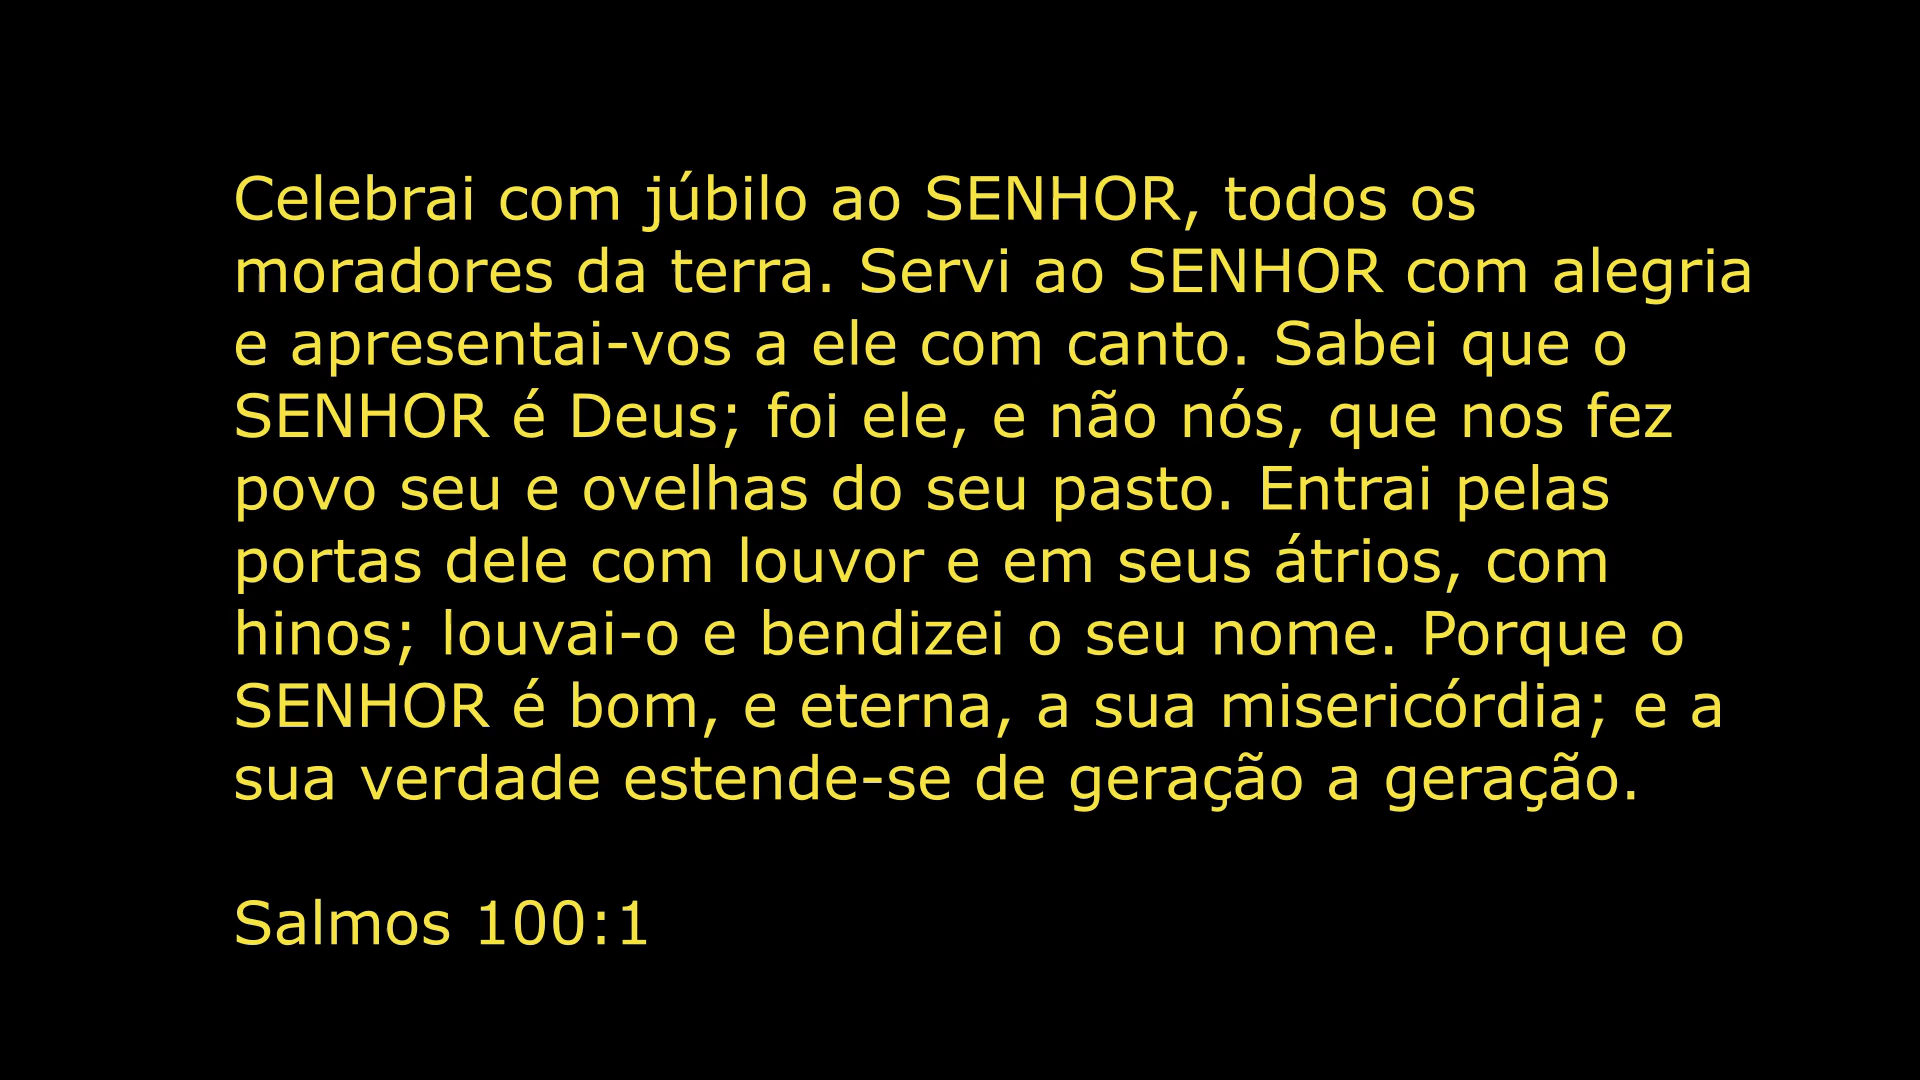 Celebrai com júbilo ao SENHOR, todos os
moradores da terra. Servi ao SENHOR com alegria
e apresentai-vos a ele com canto. Sabei que o
SENHOR é Deus; foi ele, e não nós, que nos fez
povo seu e ovelhas do seu pasto. Entrai pelas
portas dele com louvor e em seus átrios, com
hinos; louvai-o e bendizei o seu nome. Porque o
SENHOR é bom, e eterna, a sua misericórdia; e a
sua verdade estende-se de geração a geração.
Salmos 100:1